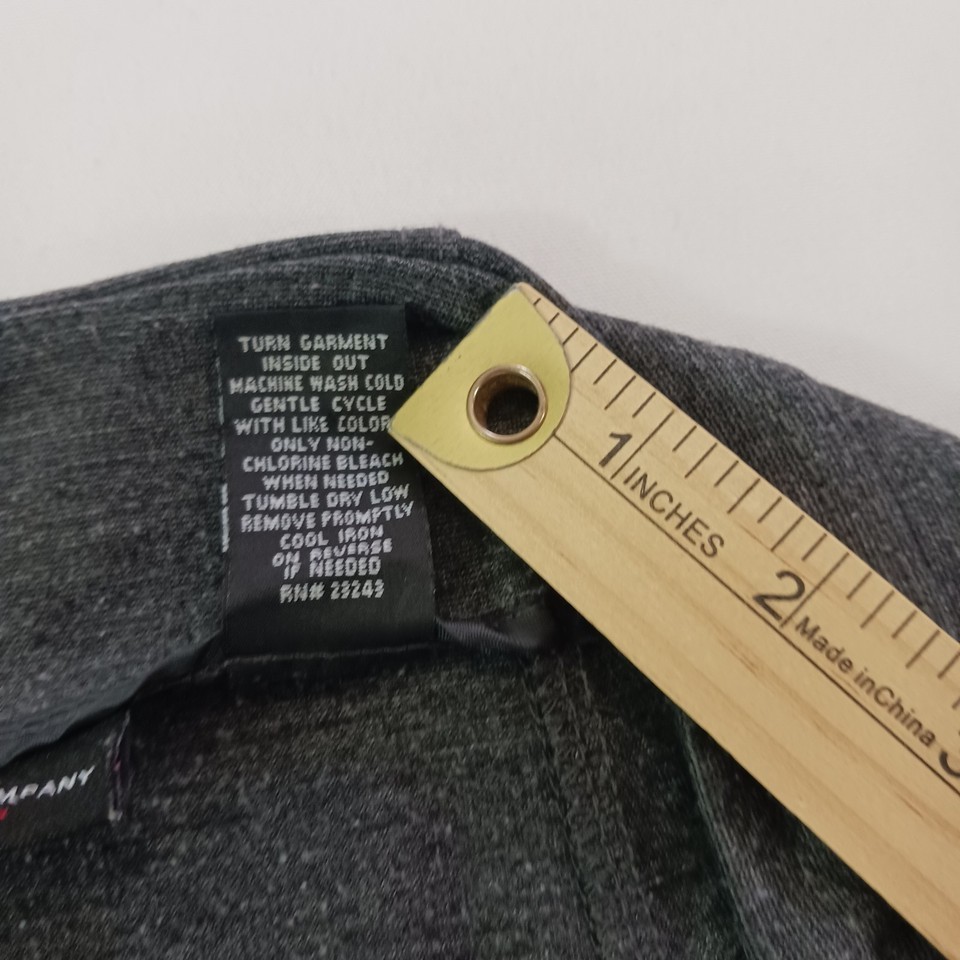 TURN GARMENT
INSIDE OUT
MACHINE WASH COLD
GENTLE CYCLE
WITH LIKE COLOR
ONLY NON-
CHLORINE BLEACH
WHEN NEEDED
TUMBLE DRY LOW
REMOVE PROMPTLY
COOL IRON
ON REVERSE
IF NEEDED
RN# 23243
MPANY
1 INCHES
2 Made in China
3